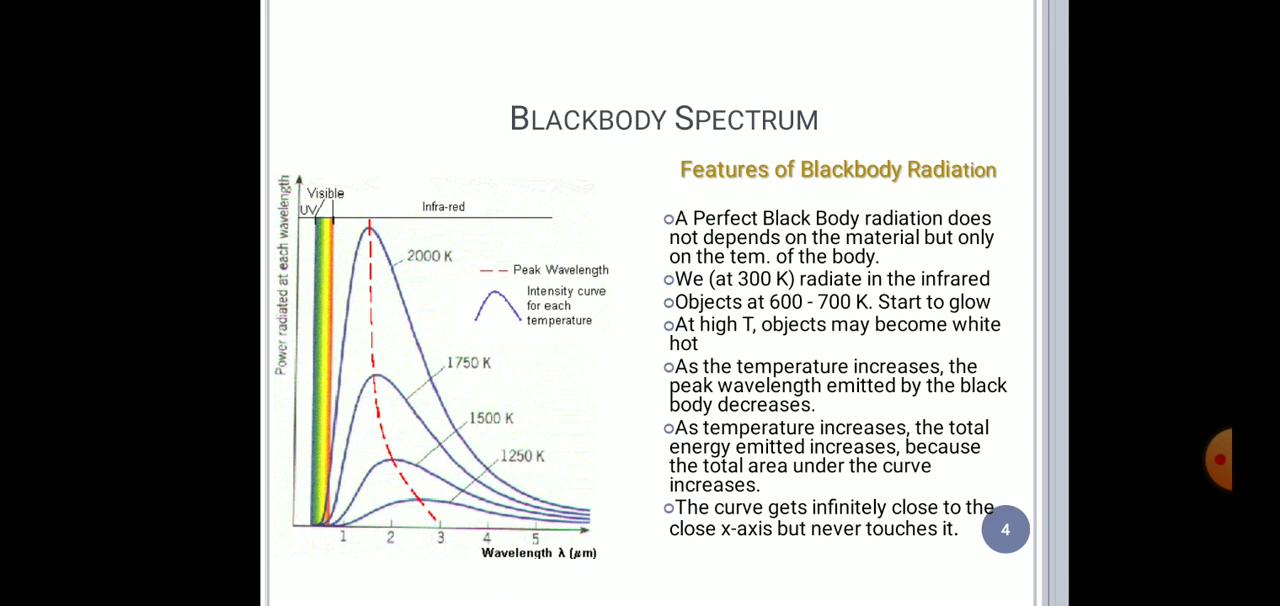 BLACKBODY SPECTRUM
Power radiated at each wavelength
Visible
UV
Infra-red
2000 K
Peak Wavelength
Intensity curve
for each
temperature
1750 K
1500 K
1250 K
1 2 3 4 5
Wavelength λ (μm)
Features of Blackbody Radiation
A Perfect Black Body radiation does
not depends on the material but only
on the tem. of the body.
We (at 300 K) radiate in the infrared
Objects at 600 - 700 K. Start to glow
At high T, objects may become white
hot
As the temperature increases, the
peak wavelength emitted by the black
body decreases.
As temperature increases, the total
energy emitted increases, because
the total area under the curve
increases.
The curve gets infinitely close to the
close x-axis but never touches it.
4